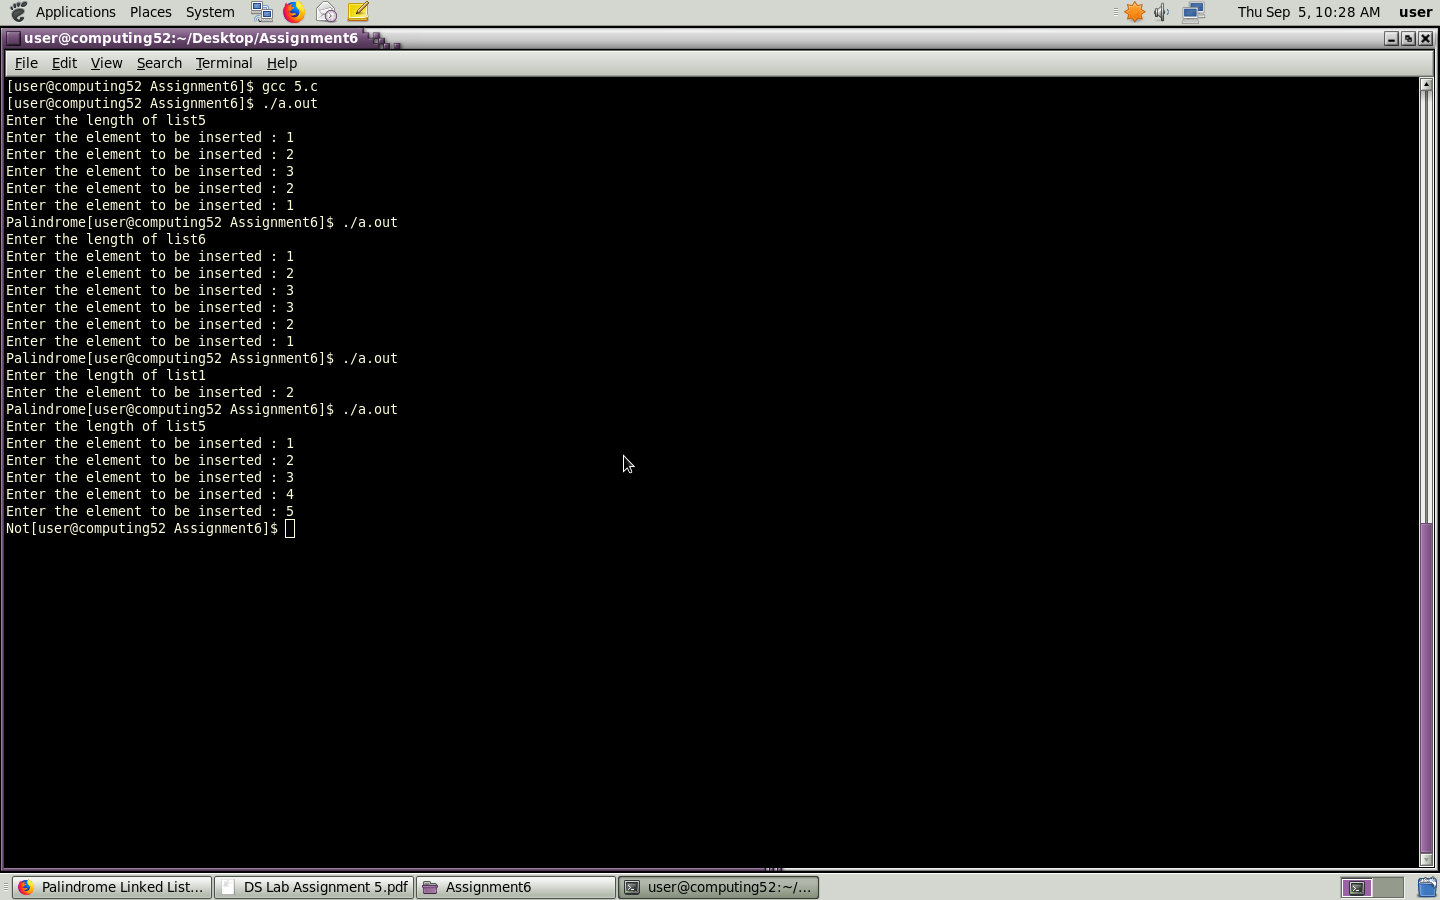 Applications Places System Thu Sep 5, 10:28 AM user
user@computing52:~/Desktop/Assignment6
File Edit View Search Terminal Help
[user@computing52 Assignment6]$ gcc 5.c
[user@computing52 Assignment6]$ ./a.out
Enter the length of list5
Enter the element to be inserted : 1
Enter the element to be inserted : 2
Enter the element to be inserted : 3
Enter the element to be inserted : 2
Enter the element to be inserted : 1
Palindrome[user@computing52 Assignment6]$ ./a.out
Enter the length of list6
Enter the element to be inserted : 1
Enter the element to be inserted : 2
Enter the element to be inserted : 3
Enter the element to be inserted : 3
Enter the element to be inserted : 2
Enter the element to be inserted : 1
Palindrome[user@computing52 Assignment6]$ ./a.out
Enter the length of list1
Enter the element to be inserted : 2
Palindrome[user@computing52 Assignment6]$ ./a.out
Enter the length of list5
Enter the element to be inserted : 1
Enter the element to be inserted : 2
Enter the element to be inserted : 3
Enter the element to be inserted : 4
Enter the element to be inserted : 5
Not[user@computing52 Assignment6]$
Palindrome Linked List... DS Lab Assignment 5.pdf Assignment6 user@computing52:~/...